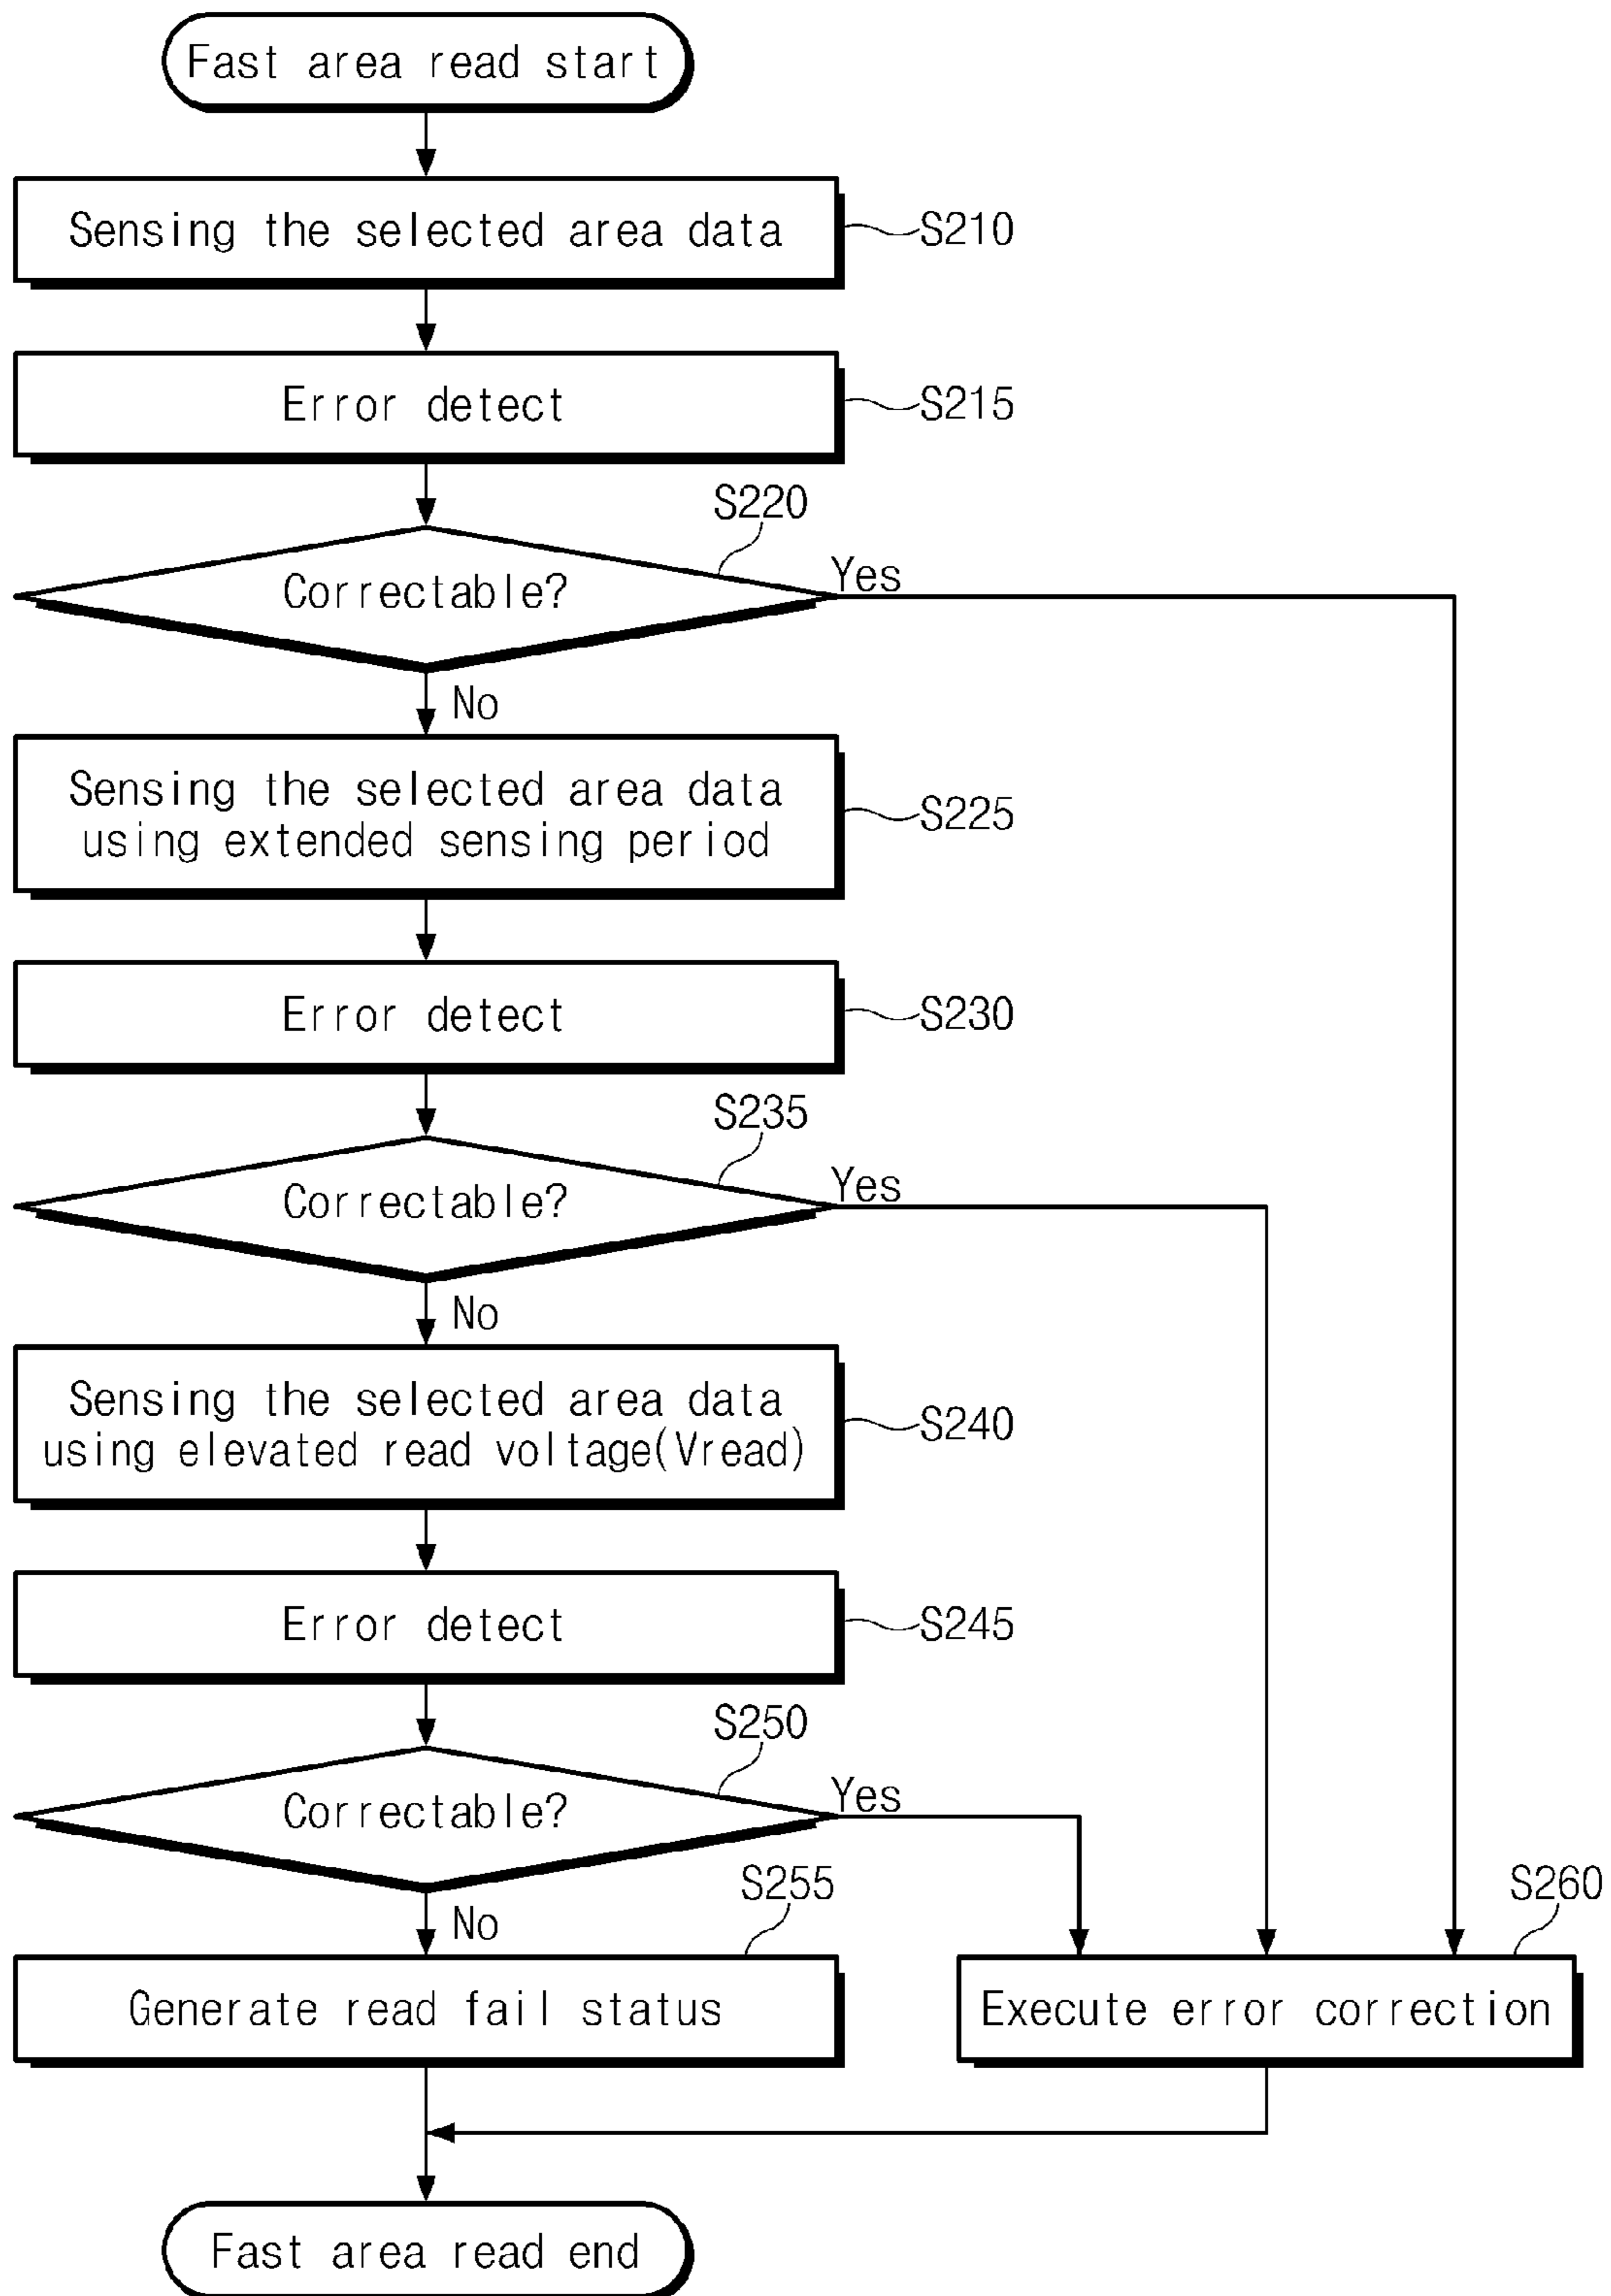 Fast area read start
Sensing the selected area data
S210
Error detect
S215
S220
Correctable?
Yes
No
Sensing the selected area data
using extended sensing period
S225
Error detect
S230
S235
Correctable?
Yes
No
Sensing the selected area data
using elevated read voltage(Vread)
S240
Error detect
S245
S250
Correctable?
Yes
No
S255
S260
Generate read fail status
Execute error correction
Fast area read end